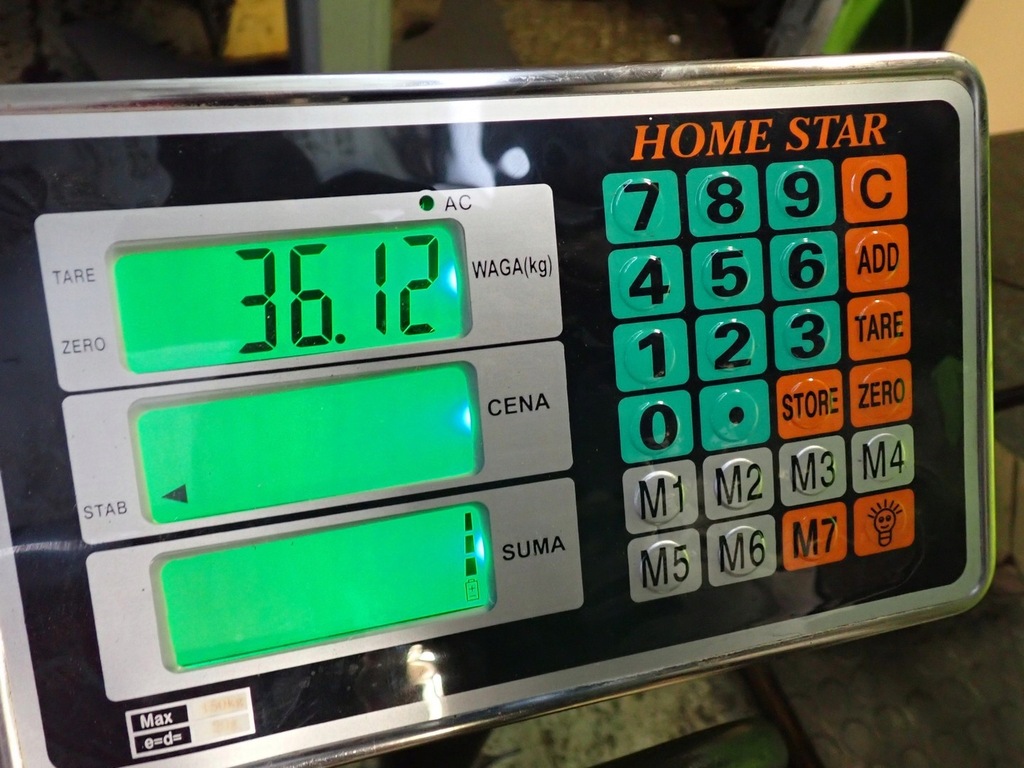 HOME STAR
AC
TARE
36.12
WAGA(kg)
ZERO
CENA
STAB
SUMA
Max
e=d=
7 8 9 C
4 5 6 ADD
1 2 3 TARE
0 . STORE ZERO
M1 M2 M3 M4
M5 M6 M7